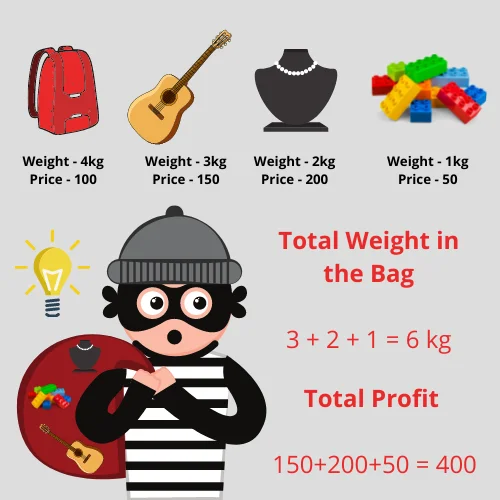 Weight - 4kg
Price - 100
Weight - 3kg
Price - 150
Weight - 2kg
Price - 200
Weight - 1kg
Price - 50
Total Weight in
the Bag
3 + 2 + 1 = 6 kg
Total Profit
150+200+50 = 400